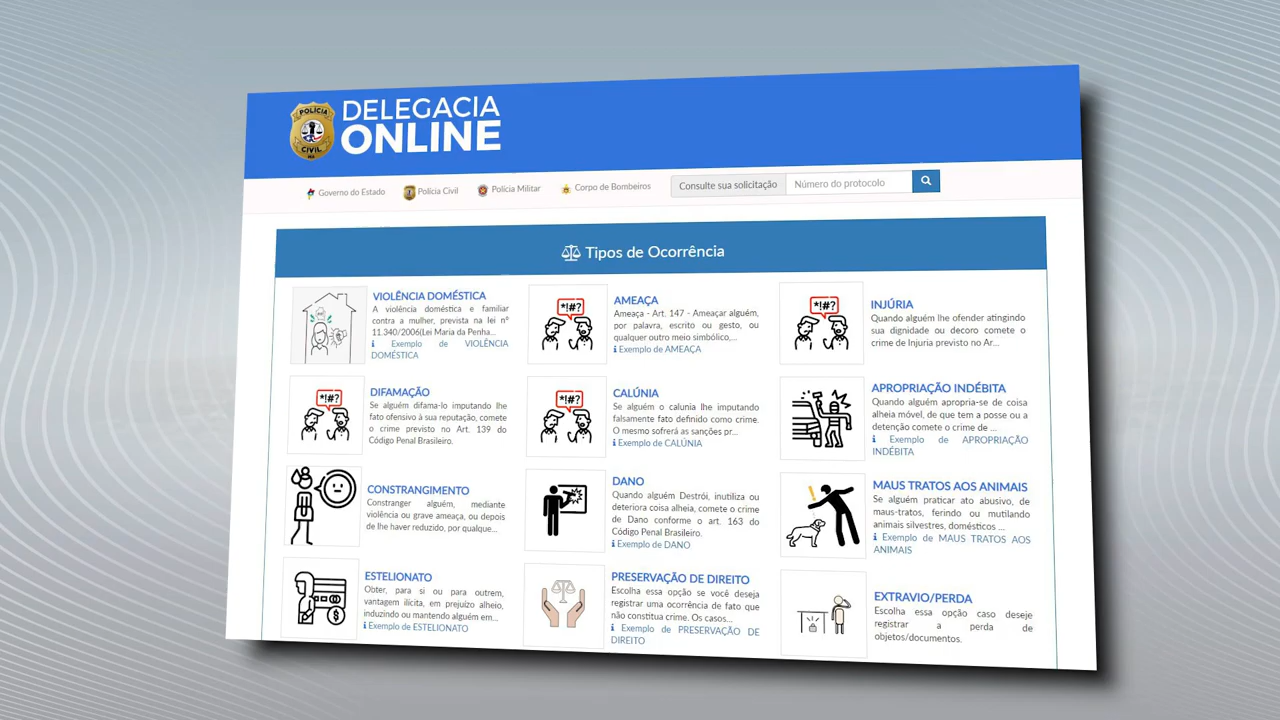 POLÍCIA
CIVIL
MA
DELEGACIA
ONLINE
Governo do Estado
Polícia Civil
Polícia Militar
Corpo de Bombeiros
Consulte sua solicitação
Número do protocolo
Tipos de Ocorrência
VIOLÊNCIA DOMÉSTICA
A violência doméstica e familiar
contra a mulher, prevista na lei nº
11.340/2006(Lei Maria da Penha...
Exemplo de VIOLÊNCIA
DOMÉSTICA
*!#?
AMEAÇA
Ameaça - Art. 147 - Ameaçar alguém,
por palavra, escrito ou gesto, ou
qualquer outro meio simbólico,...
Exemplo de AMEAÇA
*!#?
INJÚRIA
Quando alguém lhe ofender atingindo
sua dignidade ou decoro comete o
crime de Injuria previsto no Ar...
*!#?
DIFAMAÇÃO
Se alguém difama-lo imputando lhe
fato ofensivo à sua reputação, comete
o crime previsto no Art. 139 do
Código Penal Brasileiro.
*!#?
CALÚNIA
Se alguém o calunia lhe imputando
falsamente fato definido como crime.
O mesmo sofrerá as sanções pr...
Exemplo de CALÚNIA
APROPRIAÇÃO INDÉBITA
Quando alguém apropria-se de coisa
alheia móvel, de que tem a posse ou a
detenção comete o crime de ...
Exemplo de APROPRIAÇÃO
INDÉBITA
CONSTRANGIMENTO
Constranger alguém, mediante
violência ou grave ameaça, ou depois
de lhe haver reduzido, por qualque...
DANO
Quando alguém Destrói, inutiliza ou
deteriora coisa alheia, comete o crime
de Dano conforme o art. 163 do
Código Penal Brasileiro.
Exemplo de DANO
MAUS TRATOS AOS ANIMAIS
Se alguém praticar ato abusivo, de
maus-tratos, ferindo ou mutilando
animais silvestres, domésticos ...
Exemplo de MAUS TRATOS AOS
ANIMAIS
ESTELIONATO
Obter, para si ou para outrem,
vantagem ilícita, em prejuízo alheio,
induzindo ou mantendo alguém em...
Exemplo de ESTELIONATO
PRESERVAÇÃO DE DIREITO
Escolha essa opção se você deseja
registrar uma ocorrência de fato que
não constitua crime. Os casos...
Exemplo de PRESERVAÇÃO DE
DIREITO
EXTRAVIO/PERDA
Escolha essa opção caso deseje
registrar a perda de
objetos/documentos.